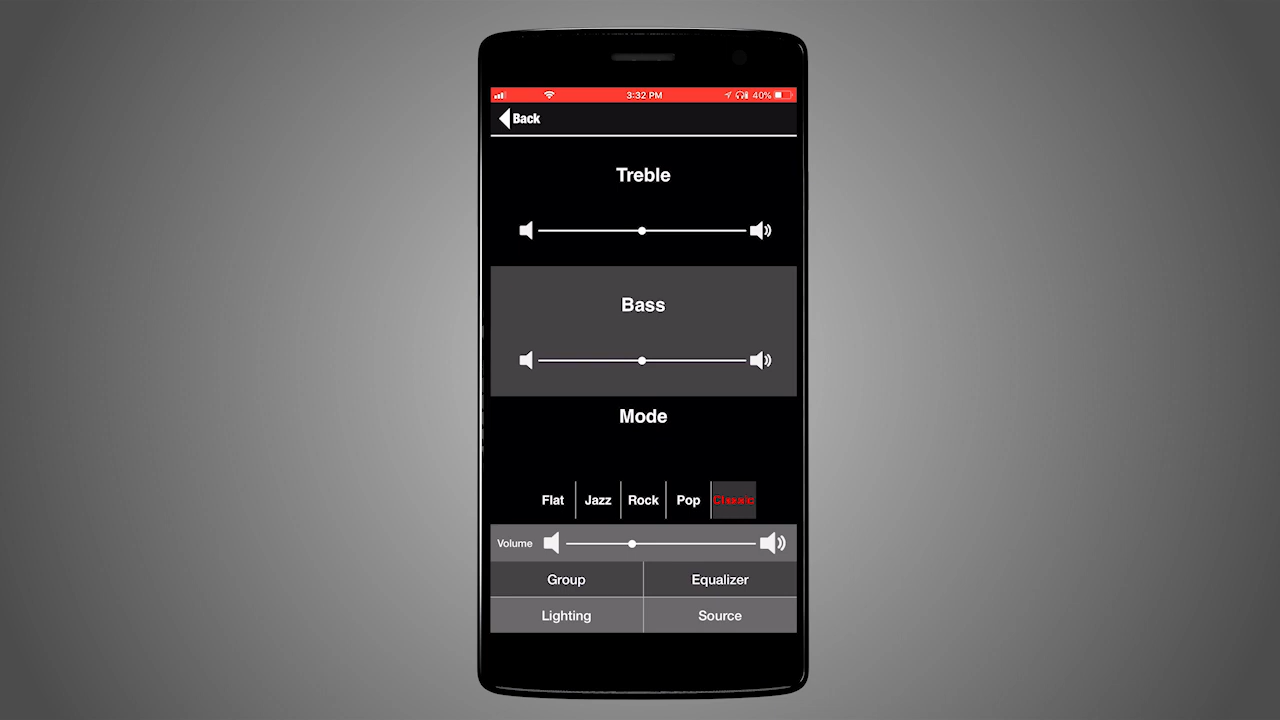 3:32 PM 40%
Back
Treble
Bass
Mode
Flat Jazz Rock Pop Classic
Volume
Group Equalizer
Lighting Source